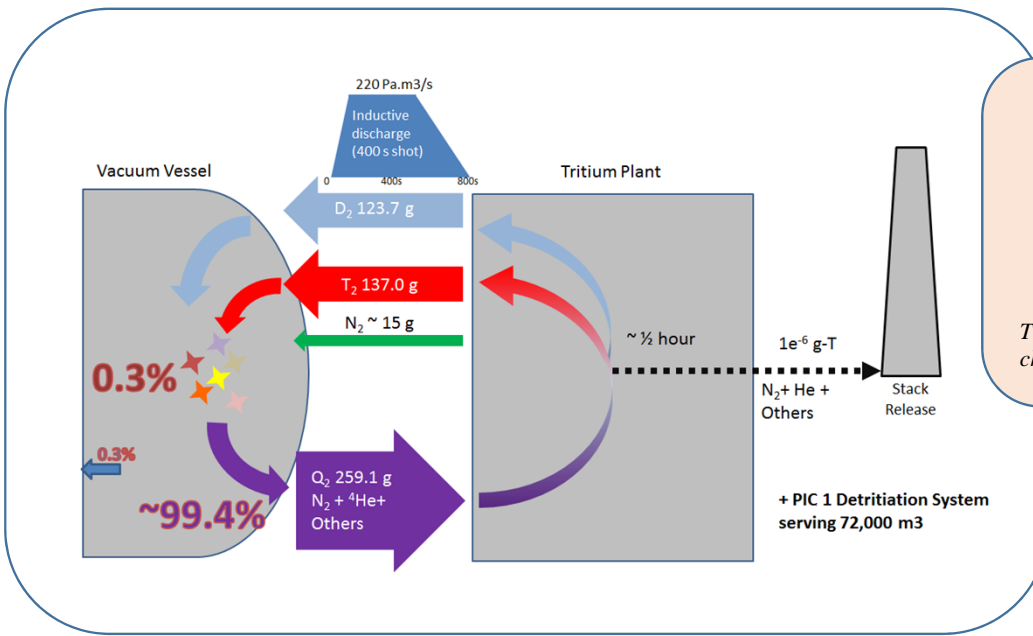 220 Pa.m3/s
Inductive
discharge
(400 s shot)
0 400s 800s
Vacuum Vessel
Tritium Plant
D₂ 123.7 g
T₂ 137.0 g
N₂ ~ 15 g
~ ½ hour
1e⁻⁶ g-T
N₂+ He +
Others
Stack
Release
0.3%
0.3%
~99.4%
Q₂ 259.1 g
N₂ + ⁴He+
Others
+ PIC 1 Detritiation System
serving 72,000 m3